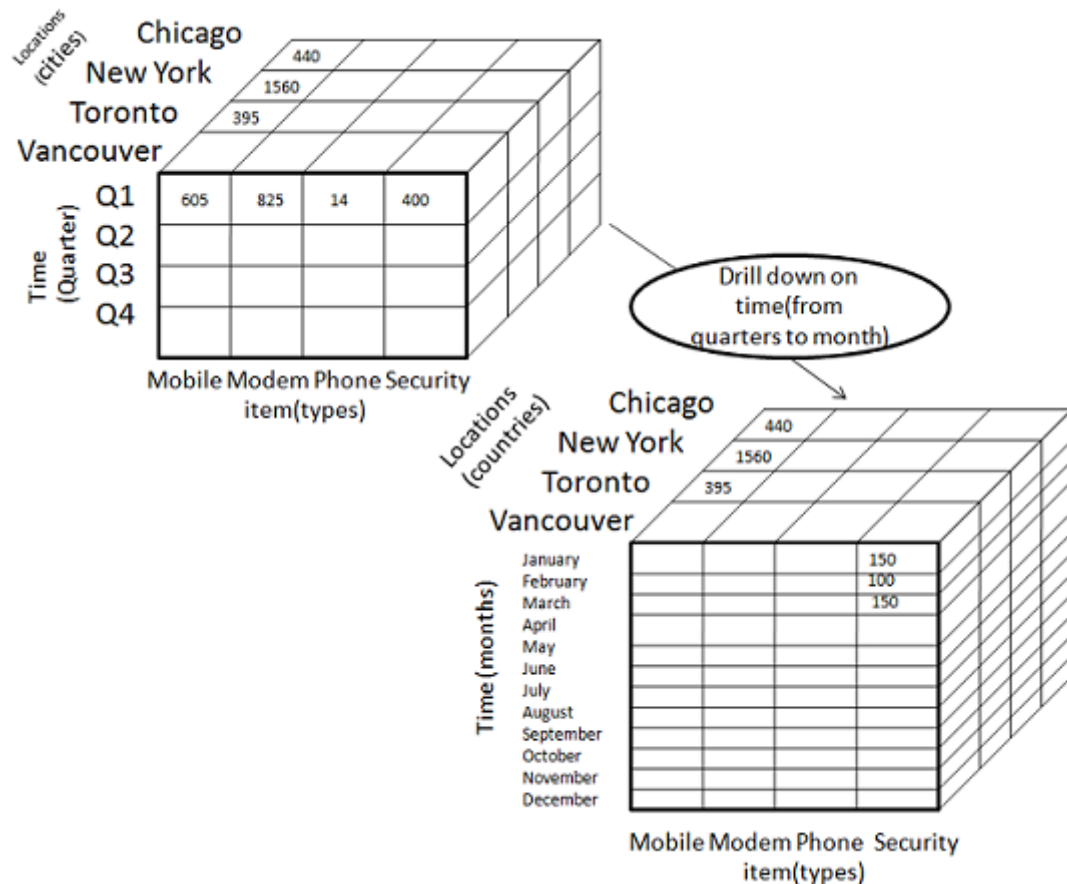 Locations
(cities)
Chicago
New York
Toronto
Vancouver
440
1560
395
Time
(Quarter)
Q1
Q2
Q3
Q4
605 825 14 400
Mobile Modem Phone Security
item(types)
Drill down on
time(from
quarters to month)
Locations
(countries)
Chicago
New York
Toronto
Vancouver
440
1560
395
Time (months)
January 150
February 100
March 150
April
May
June
July
August
September
October
November
December
Mobile Modem Phone Security
item(types)